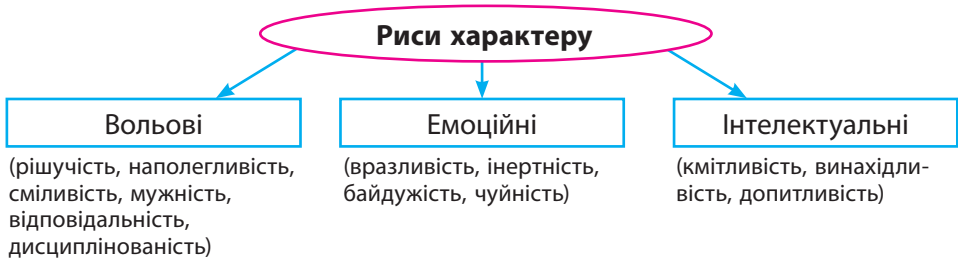 Риси характеру
Вольові
(рішучість, наполегливість,
сміливість, мужність,
відповідальність,
дисциплінованість)
Емоційні
(вразливість, інертність,
байдужість, чуйність)
Інтелектуальні
(кмітливість, винахідли-
вість, допитливість)